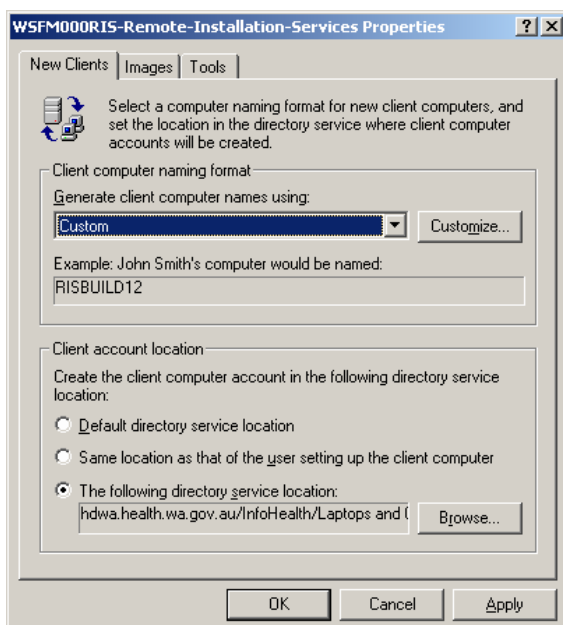 WSFM000RIS-Remote-Installation-Services Properties
New Clients Images Tools
Select a computer naming format for new client computers, and
set the location in the directory service where client computer
accounts will be created.
Client computer naming format
Generate client computer names using:
Custom Customize...
Example: John Smith's computer would be named:
RISBUILD12
Client account location
Create the client computer account in the following directory service
location:
Default directory service location
Same location as that of the user setting up the client computer
The following directory service location:
hdwa.health.wa.gov.au/InfoHealth/Laptops and Browse...
OK Cancel Apply